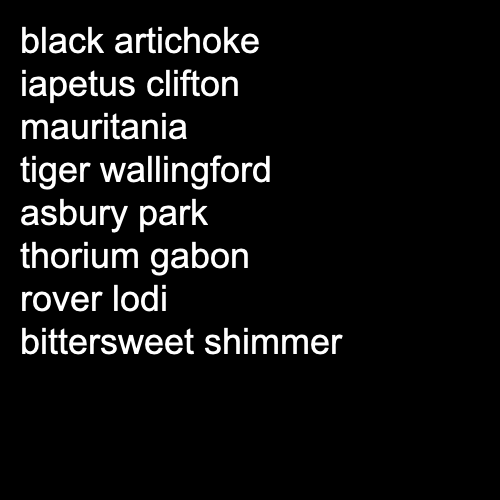 black artichoke
iapetus clifton
mauritania
tiger wallingford
asbury park
thorium gabon
rover lodi
bittersweet shimmer